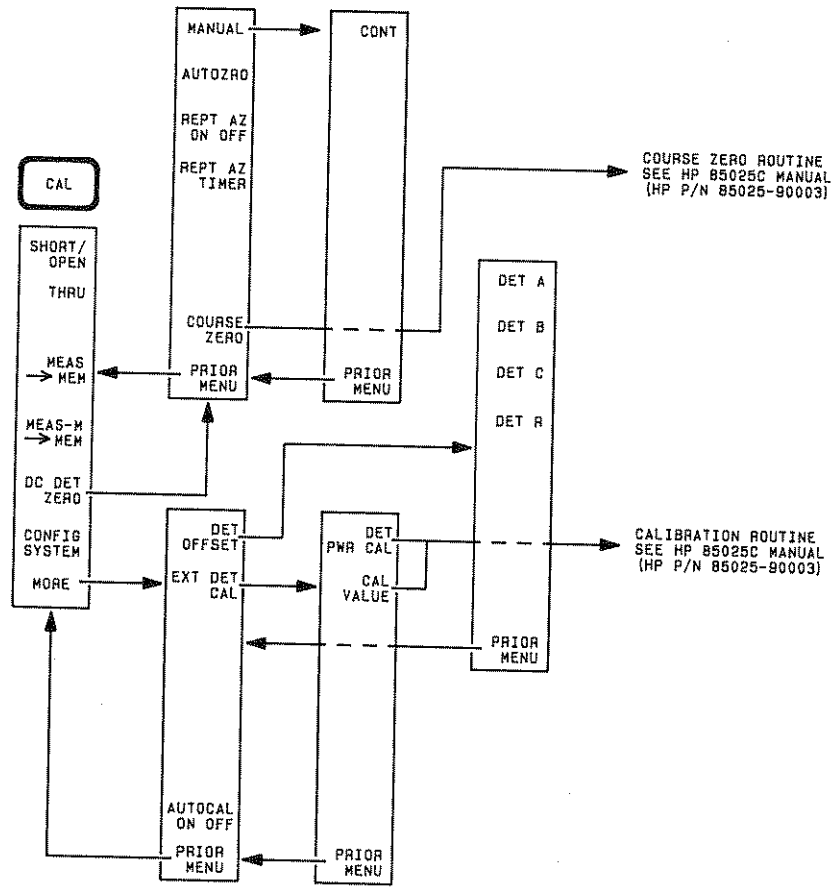 CAL
SHORT/
OPEN
THRU
MEAS
→ MEM
MEAS-M
→ MEM
DC DET
ZERO
CONFIG
SYSTEM
MORE
MANUAL
AUTOZRO
REPT AZ
ON OFF
REPT AZ
TIMER
COURSE
ZERO
PRIOR
MENU
CONT
PRIOR
MENU
COURSE ZERO ROUTINE
SEE HP 85025C MANUAL
(HP P/N 85025-90003)
DET
OFFSET
EXT DET
CAL
AUTOCAL
ON OFF
PRIOR
MENU
DET
PWR CAL
CAL
VALUE
PRIOR
MENU
DET A
DET B
DET C
DET R
PRIOR
MENU
CALIBRATION ROUTINE
SEE HP 85025C MANUAL
(HP P/N 85025-90003)